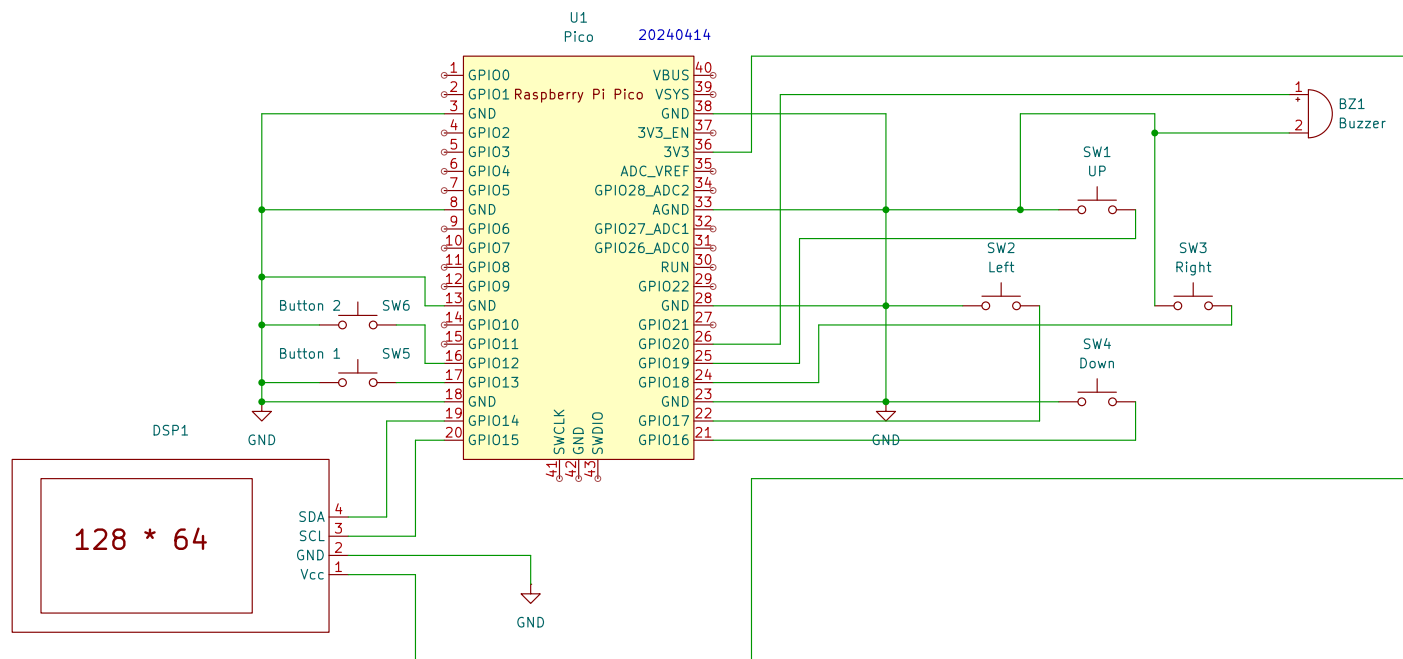 U1
Pico
20240414
Raspberry Pi Pico
1 GPIO0
2 GPIO1
3 GND
4 GPIO2
5 GPIO3
6 GPIO4
7 GPIO5
8 GND
9 GPIO6
10 GPIO7
11 GPIO8
12 GPIO9
13 GND
14 GPIO10
15 GPIO11
16 GPIO12
17 GPIO13
18 GND
19 GPIO14
20 GPIO15
VBUS 40
VSYS 39
GND 38
3V3_EN 37
3V3 36
ADC_VREF 35
GPIO28_ADC2 34
AGND 33
GPIO27_ADC1 32
GPIO26_ADC0 31
RUN 30
GPIO22 29
GND 28
GPIO21 27
GPIO20 26
GPIO19 25
GPIO18 24
GND 23
GPIO17 22
GPIO16 21
SWCLK 41
GND 42
SWDIO 43
1
+
2
BZ1
Buzzer
SW1
UP
SW2
Left
SW3
Right
SW4
Down
Button 2 SW6
Button 1 SW5
GND
GND
DSP1
128 * 64
SDA 4
SCL 3
GND 2
Vcc 1
GND